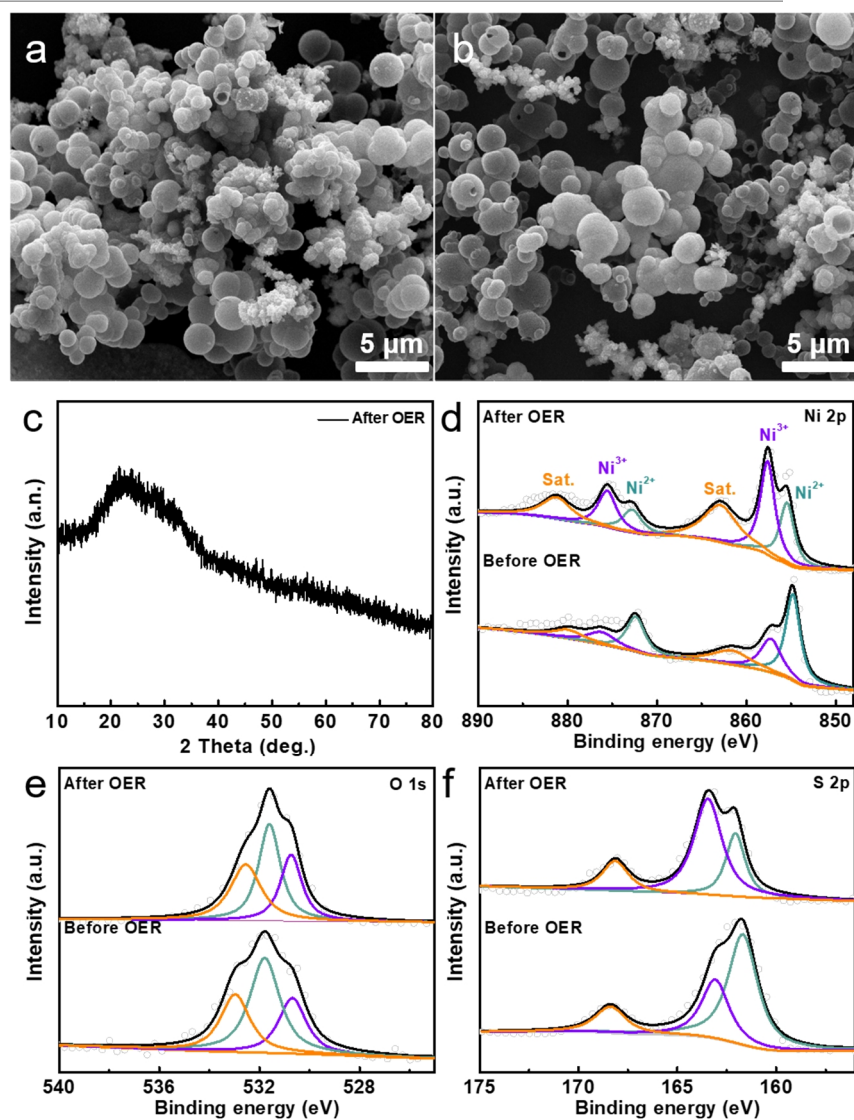 a
b
5 μm
5 μm
c
After OER
Intensity (a.n.)
10 20 30 40 50 60 70 80
2 Theta (deg.)
d
After OER
Ni 2p
Sat.
Ni³⁺
Ni²⁺
Sat.
Ni³⁺
Ni²⁺
Before OER
Intensity (a.u.)
890 880 870 860 850
Binding energy (eV)
e
After OER
O 1s
Before OER
Intensity (a.u.)
540 536 532 528
Binding energy (eV)
f
After OER
S 2p
Before OER
Intensity (a.u.)
175 170 165 160
Binding energy (eV)